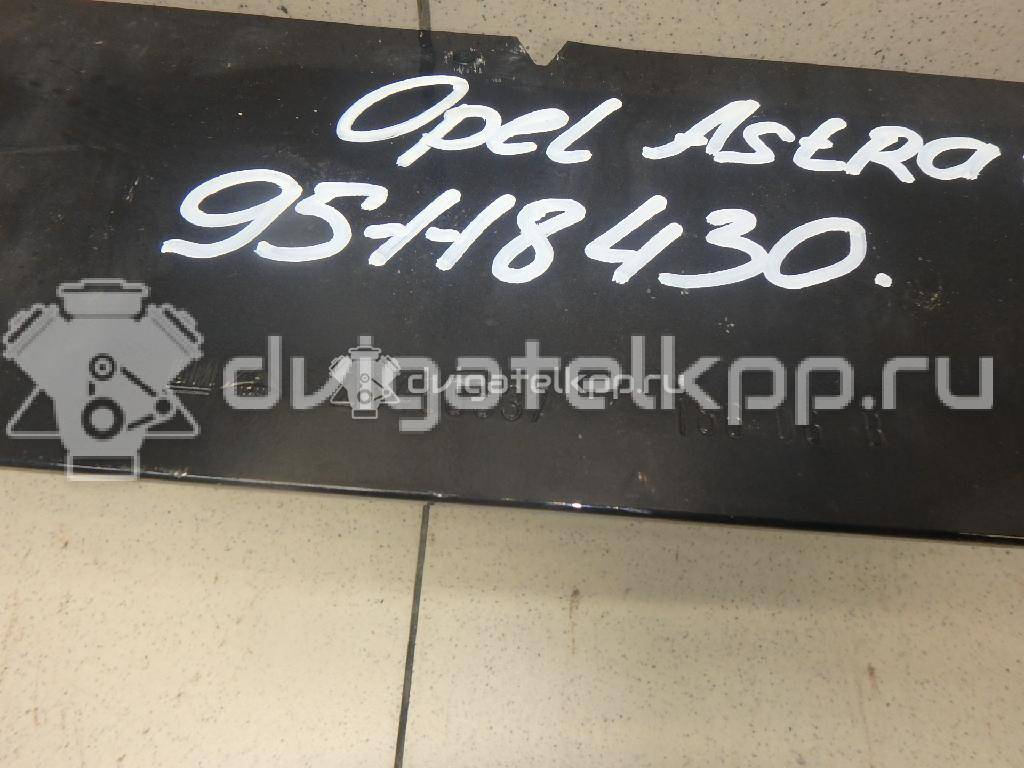 Opel AstRa
95118430.
dvigatelkpp.ru
dvigatelkpp.ru